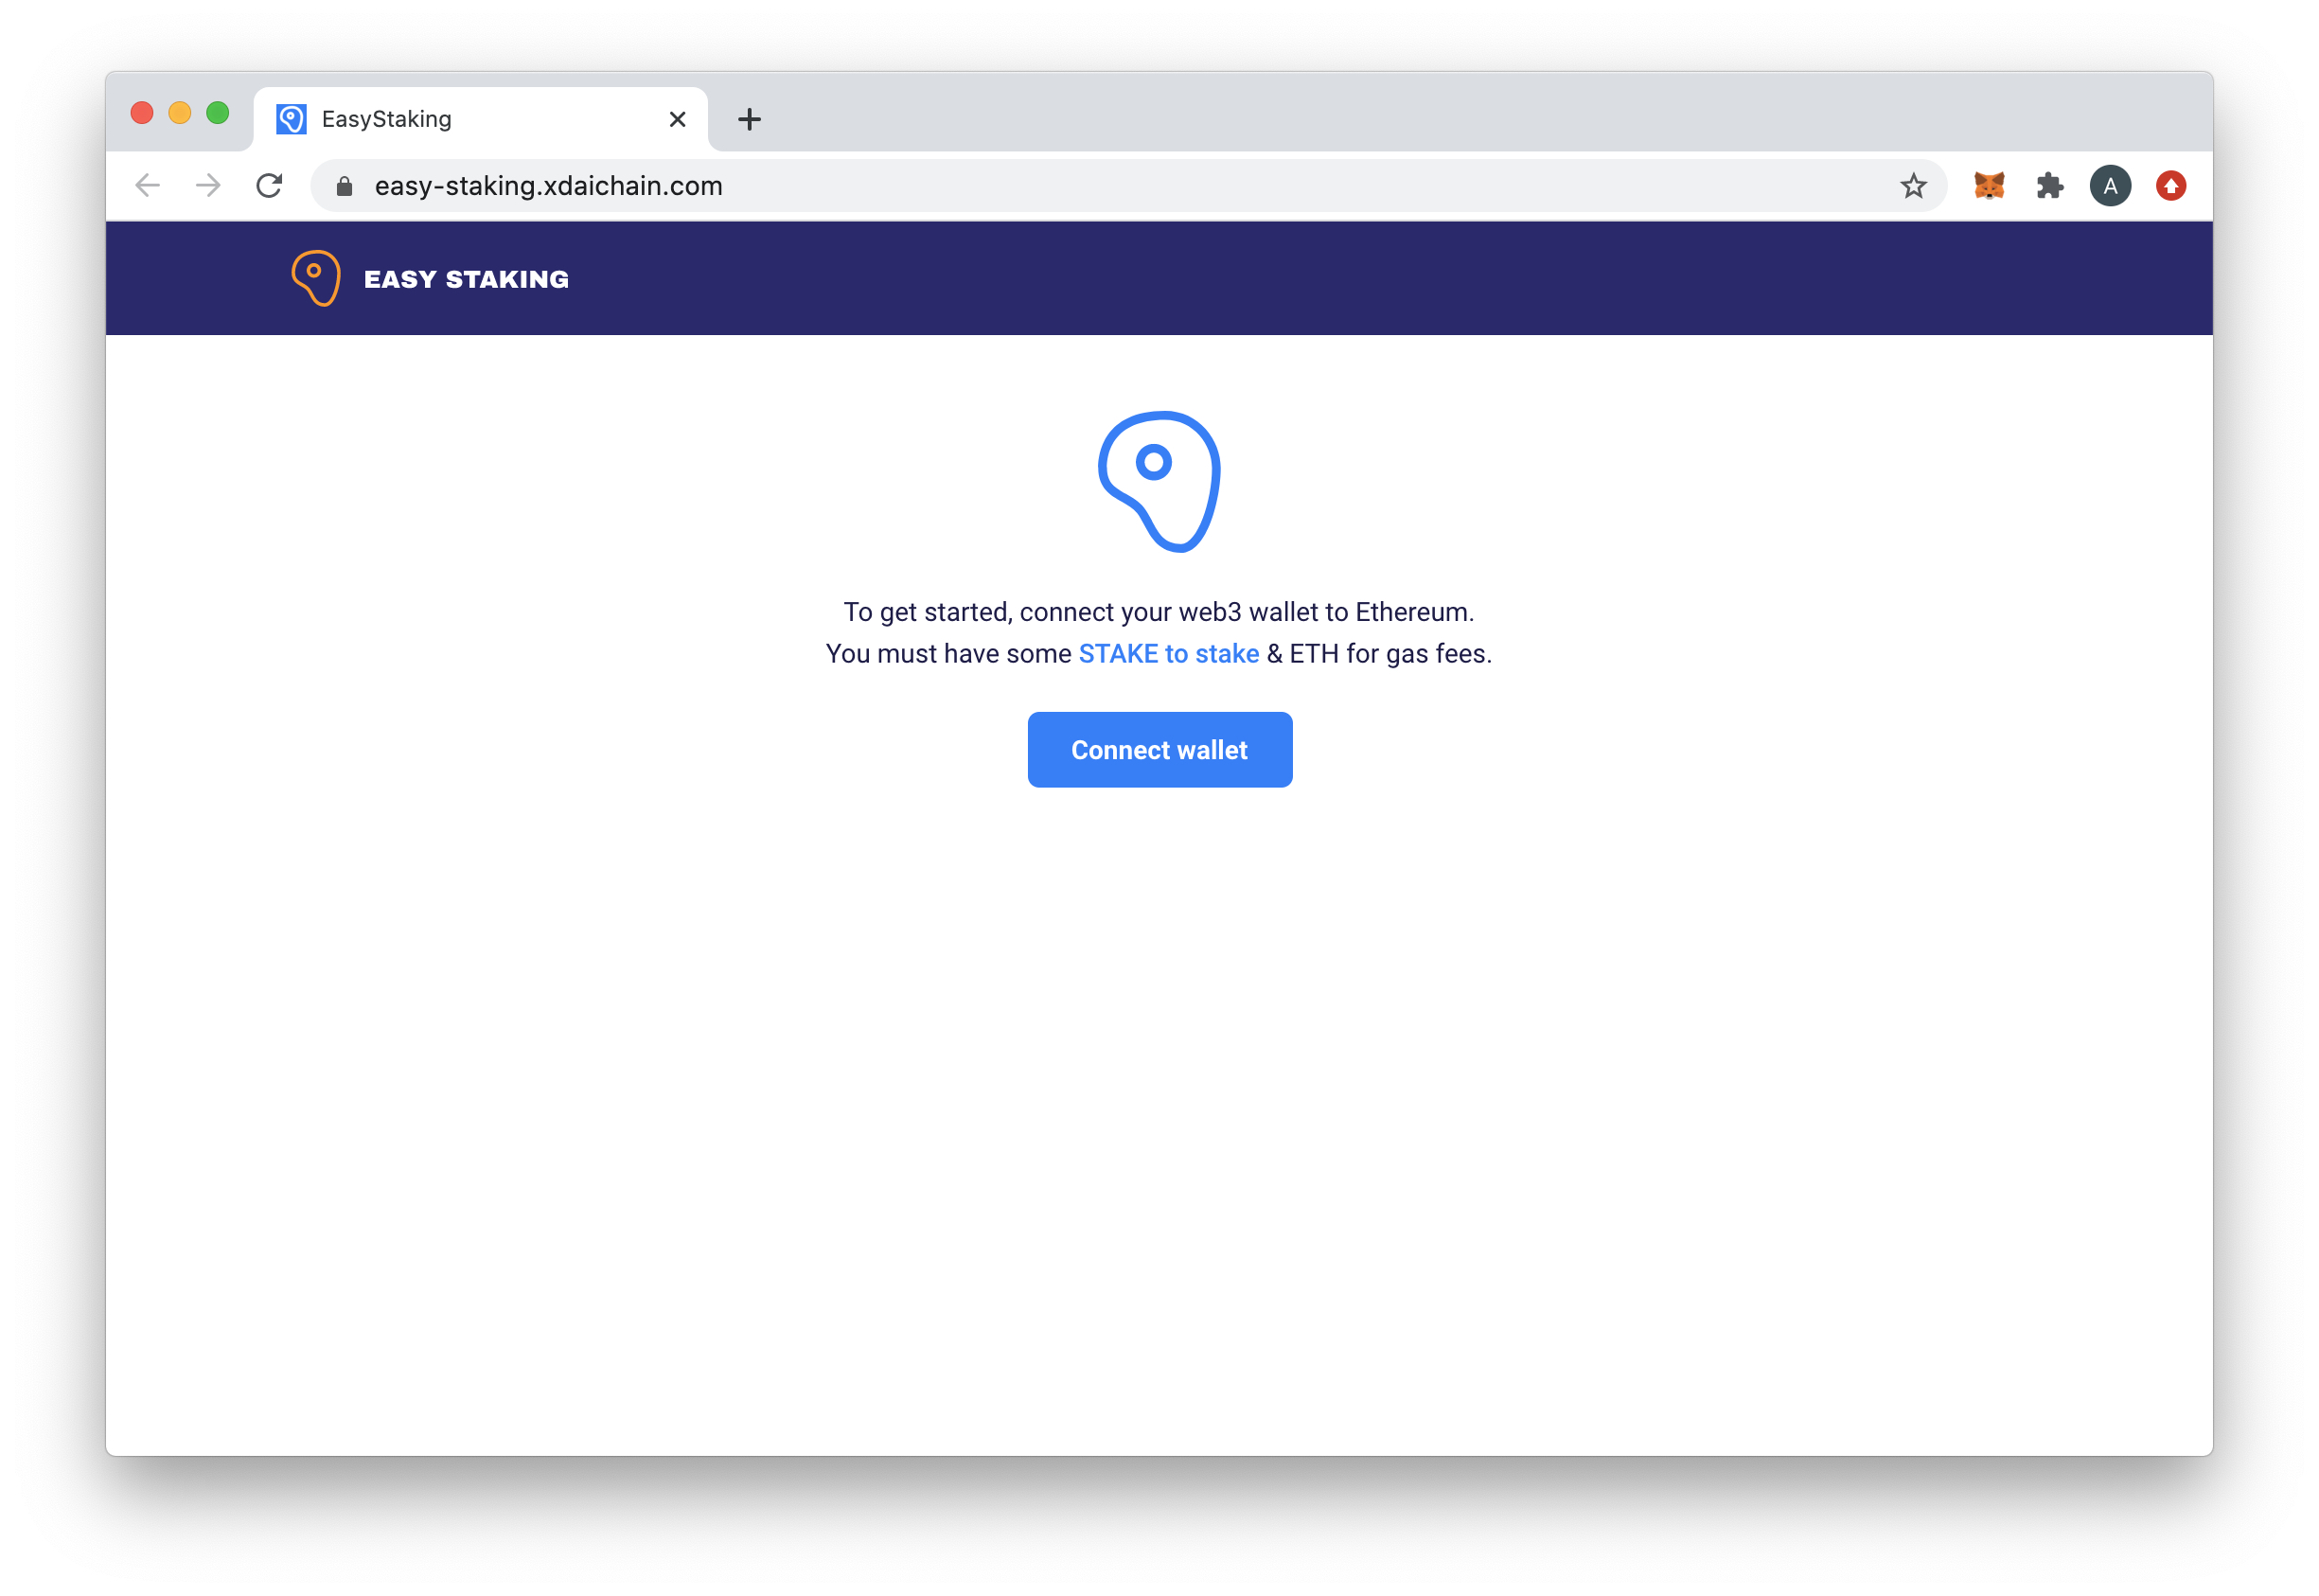 EasyStaking
easy-staking.xdaichain.com
A
EASY STAKING
To get started, connect your web3 wallet to Ethereum.
You must have some STAKE to stake & ETH for gas fees.
Connect wallet